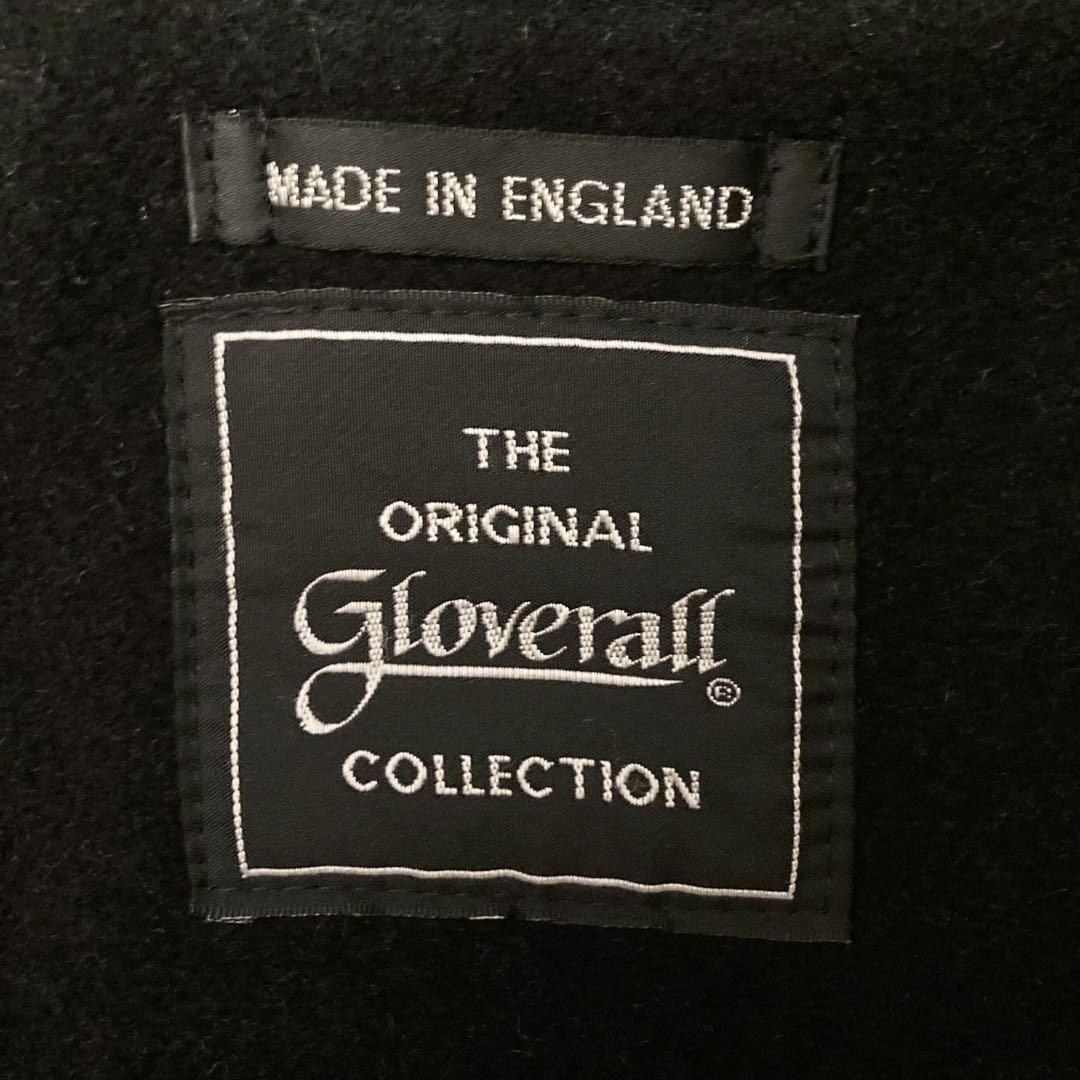 MADE IN ENGLAND
THE
ORIGINAL
Gloverall
®
COLLECTION